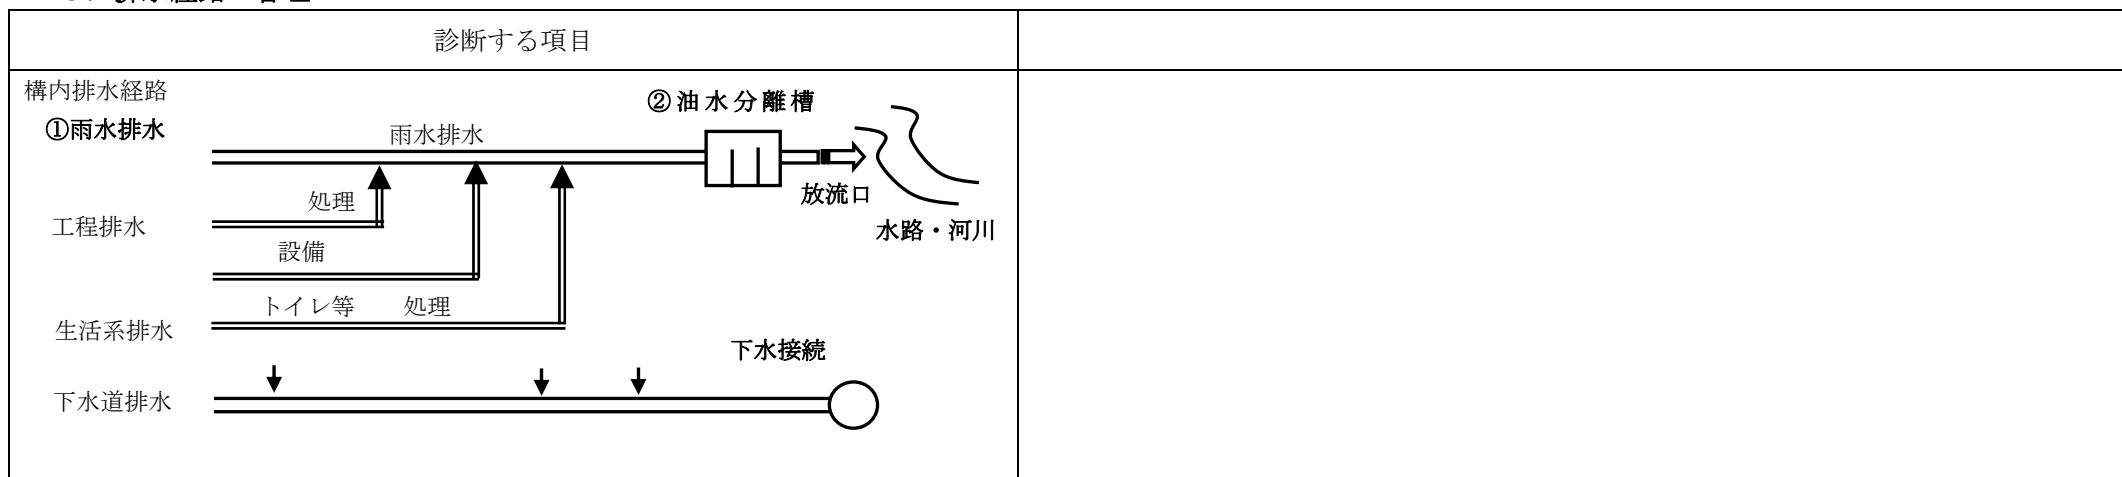 診断する項目
構内排水経路
①雨水排水
雨水排水
②油水分離槽
放流口
水路・河川
工程排水
処理
設備
生活系排水
トイレ等 処理
下水接続
下水道排水